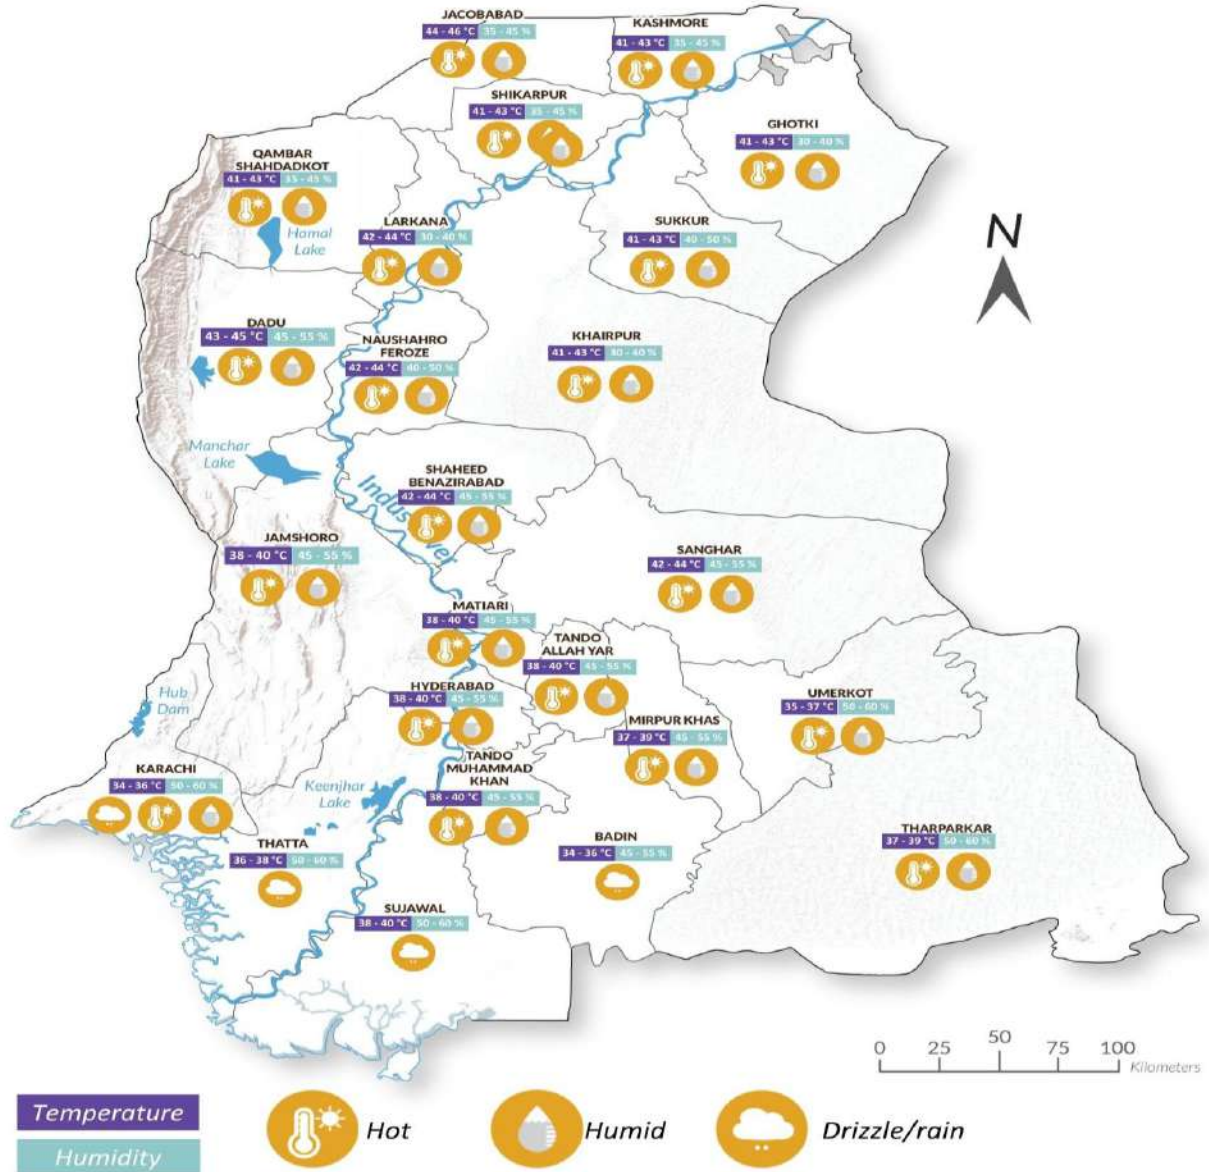 JACOBABAD
44 - 46 °C 35 - 45 %
KASHMORE
41 - 43 °C 35 - 45 %
SHIKARPUR
41 - 43 °C 35 - 45 %
GHOTKI
41 - 43 °C 30 - 40 %
QAMBAR
SHAHDADKOT
41 - 43 °C 35 - 45 %
Hamal
Lake
LARKANA
42 - 44 °C 30 - 40 %
SUKKUR
41 - 43 °C 40 - 50 %
N
DADU
43 - 45 °C 45 - 55 %
NAUSHAHRO
FEROZE
42 - 44 °C 40 - 50 %
KHAIRPUR
41 - 43 °C 30 - 40 %
Manchar
Lake
SHAHEED
BENAZIRABAD
42 - 44 °C 45 - 55 %
Indus
JAMSHORO
38 - 40 °C 45 - 55 %
SANGHAR
42 - 44 °C 45 - 55 %
MATIARI
38 - 40 °C 45 - 55 %
TANDO
ALLAH YAR
38 - 40 °C 45 - 55 %
Hub
Dam
HYDERABAD
38 - 40 °C 45 - 55 %
UMERKOT
35 - 37 °C 50 - 60 %
MIRPUR KHAS
37 - 39 °C 45 - 55 %
KARACHI
34 - 36 °C 50 - 60 %
Keenjhar
Lake
TANDO
MUHAMMAD
KHAN
38 - 40 °C 45 - 55 %
THATTA
36 - 38 °C 50 - 60 %
BADIN
34 - 36 °C 45 - 55 %
THARPARKAR
37 - 39 °C 50 - 60 %
SUJAWAL
38 - 40 °C 50 - 60 %
0 25 50 75 100
Kilometers
Temperature
Humidity
Hot
Humid
Drizzle/rain